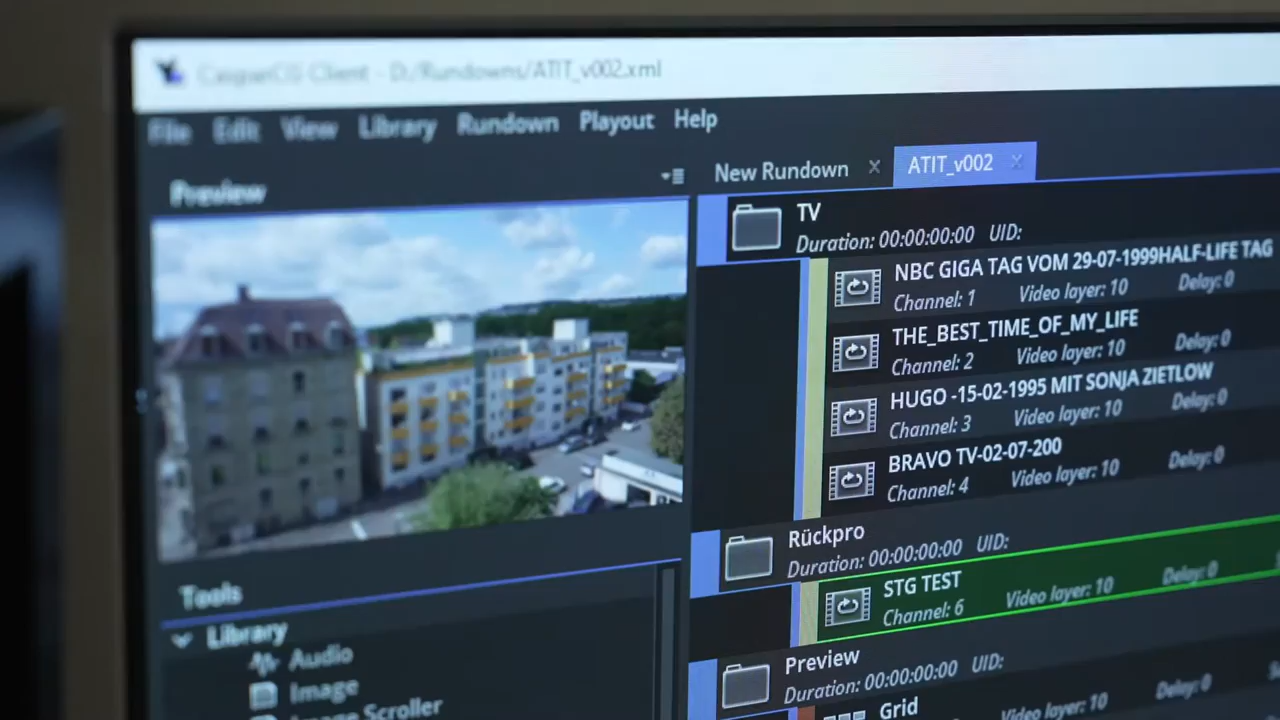 CasparCG Client - D:/Rundowns/ATIT_v002.xml
File Edit View Library Rundown Playout Help
Preview
New Rundown X ATIT_v002 X
TV
Duration: 00:00:00:00 UID:
NBC GIGA TAG VOM 29-07-1999HALF-LIFE TAG
Channel: 1 Video layer: 10 Delay: 0
THE_BEST_TIME_OF_MY_LIFE
Channel: 2 Video layer: 10 Delay: 0
HUGO -15-02-1995 MIT SONJA ZIETLOW
Channel: 3 Video layer: 10 Delay: 0
BRAVO TV-02-07-200
Channel: 4 Video layer: 10 Delay: 0
Rückpro
Duration: 00:00:00:00 UID:
STG TEST
Channel: 6 Video layer: 10 Delay: 0
Preview
Duration: 00:00:00:00 UID:
Grid
Video layer: 10 Delay: 0
Tools
Library
Audio
Image
Image Scroller